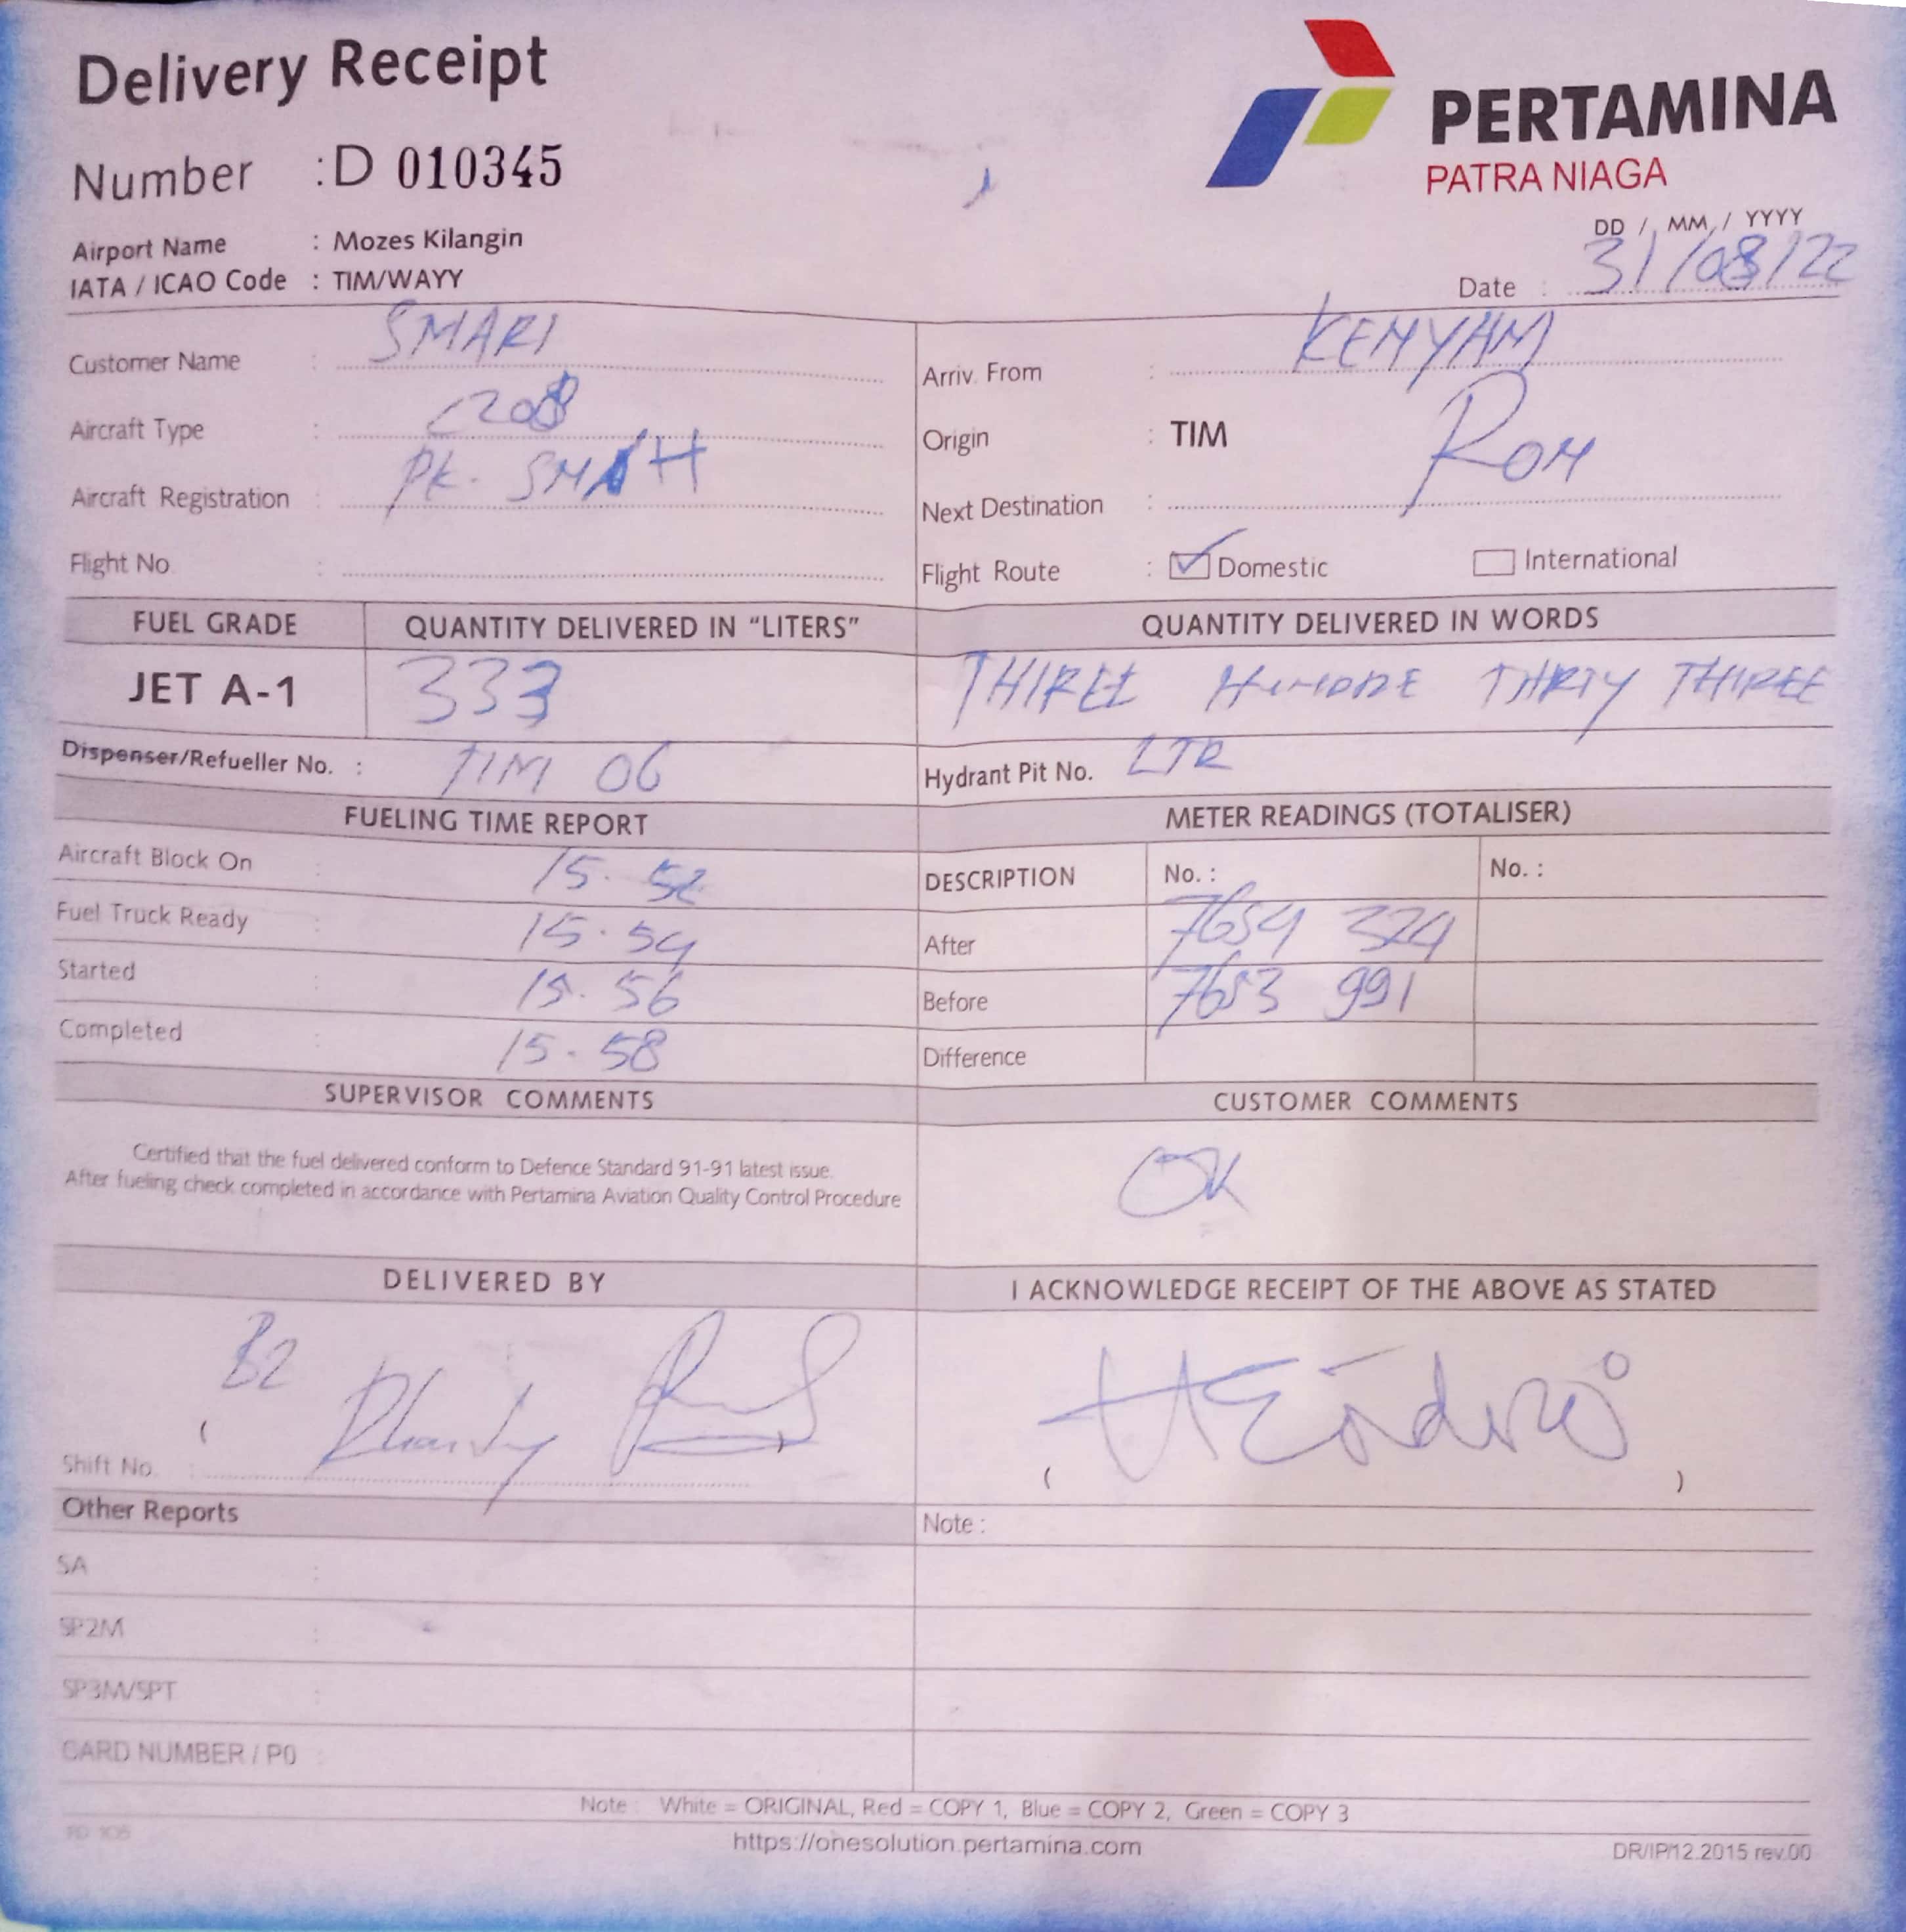 Delivery Receipt
PERTAMINA
PATRA NIAGA
Number : D 010345
Airport Name : Mozes Kilangin
IATA / ICAO Code : TIM/WAYY
DD / MM / YYYY
Date : 31/08/22
Customer Name : SMART
Aircraft Type : C208
Aircraft Registration : PK. SMH
Flight No :
Arriv. From : KENYAM
Origin : TIM
Next Destination : ROM
Flight Route : Domestic International
FUEL GRADE QUANTITY DELIVERED IN "LITERS" QUANTITY DELIVERED IN WORDS
JET A-1 333 THIREE THIRTY THIREE
Dispenser/Refueller No. : TIM 06 Hydrant Pit No. LTR
FUELING TIME REPORT
Aircraft Block On : 15.52
Fuel Truck Ready : 15.54
Started : 15.56
Completed : 15.58
METER READINGS (TOTALISER)
DESCRIPTION No. : No. :
After 7654 324
Before 7653 991
Difference
SUPERVISOR COMMENTS
Certified that the fuel delivered conform to Defence Standard 91-91 latest issue.
After fueling check completed in accordance with Pertamina Aviation Quality Control Procedure
CUSTOMER COMMENTS
OK
DELIVERED BY
B2
(
Shift No. :
I ACKNOWLEDGE RECEIPT OF THE ABOVE AS STATED
( )
Other Reports
SA :
SP2M :
SP3M/SPT :
CARD NUMBER / PO :
Note :
Note : White = ORIGINAL, Red = COPY 1, Blue = COPY 2, Green = COPY 3
https://onesolution.pertamina.com
DR/IP/12.2015 rev.00